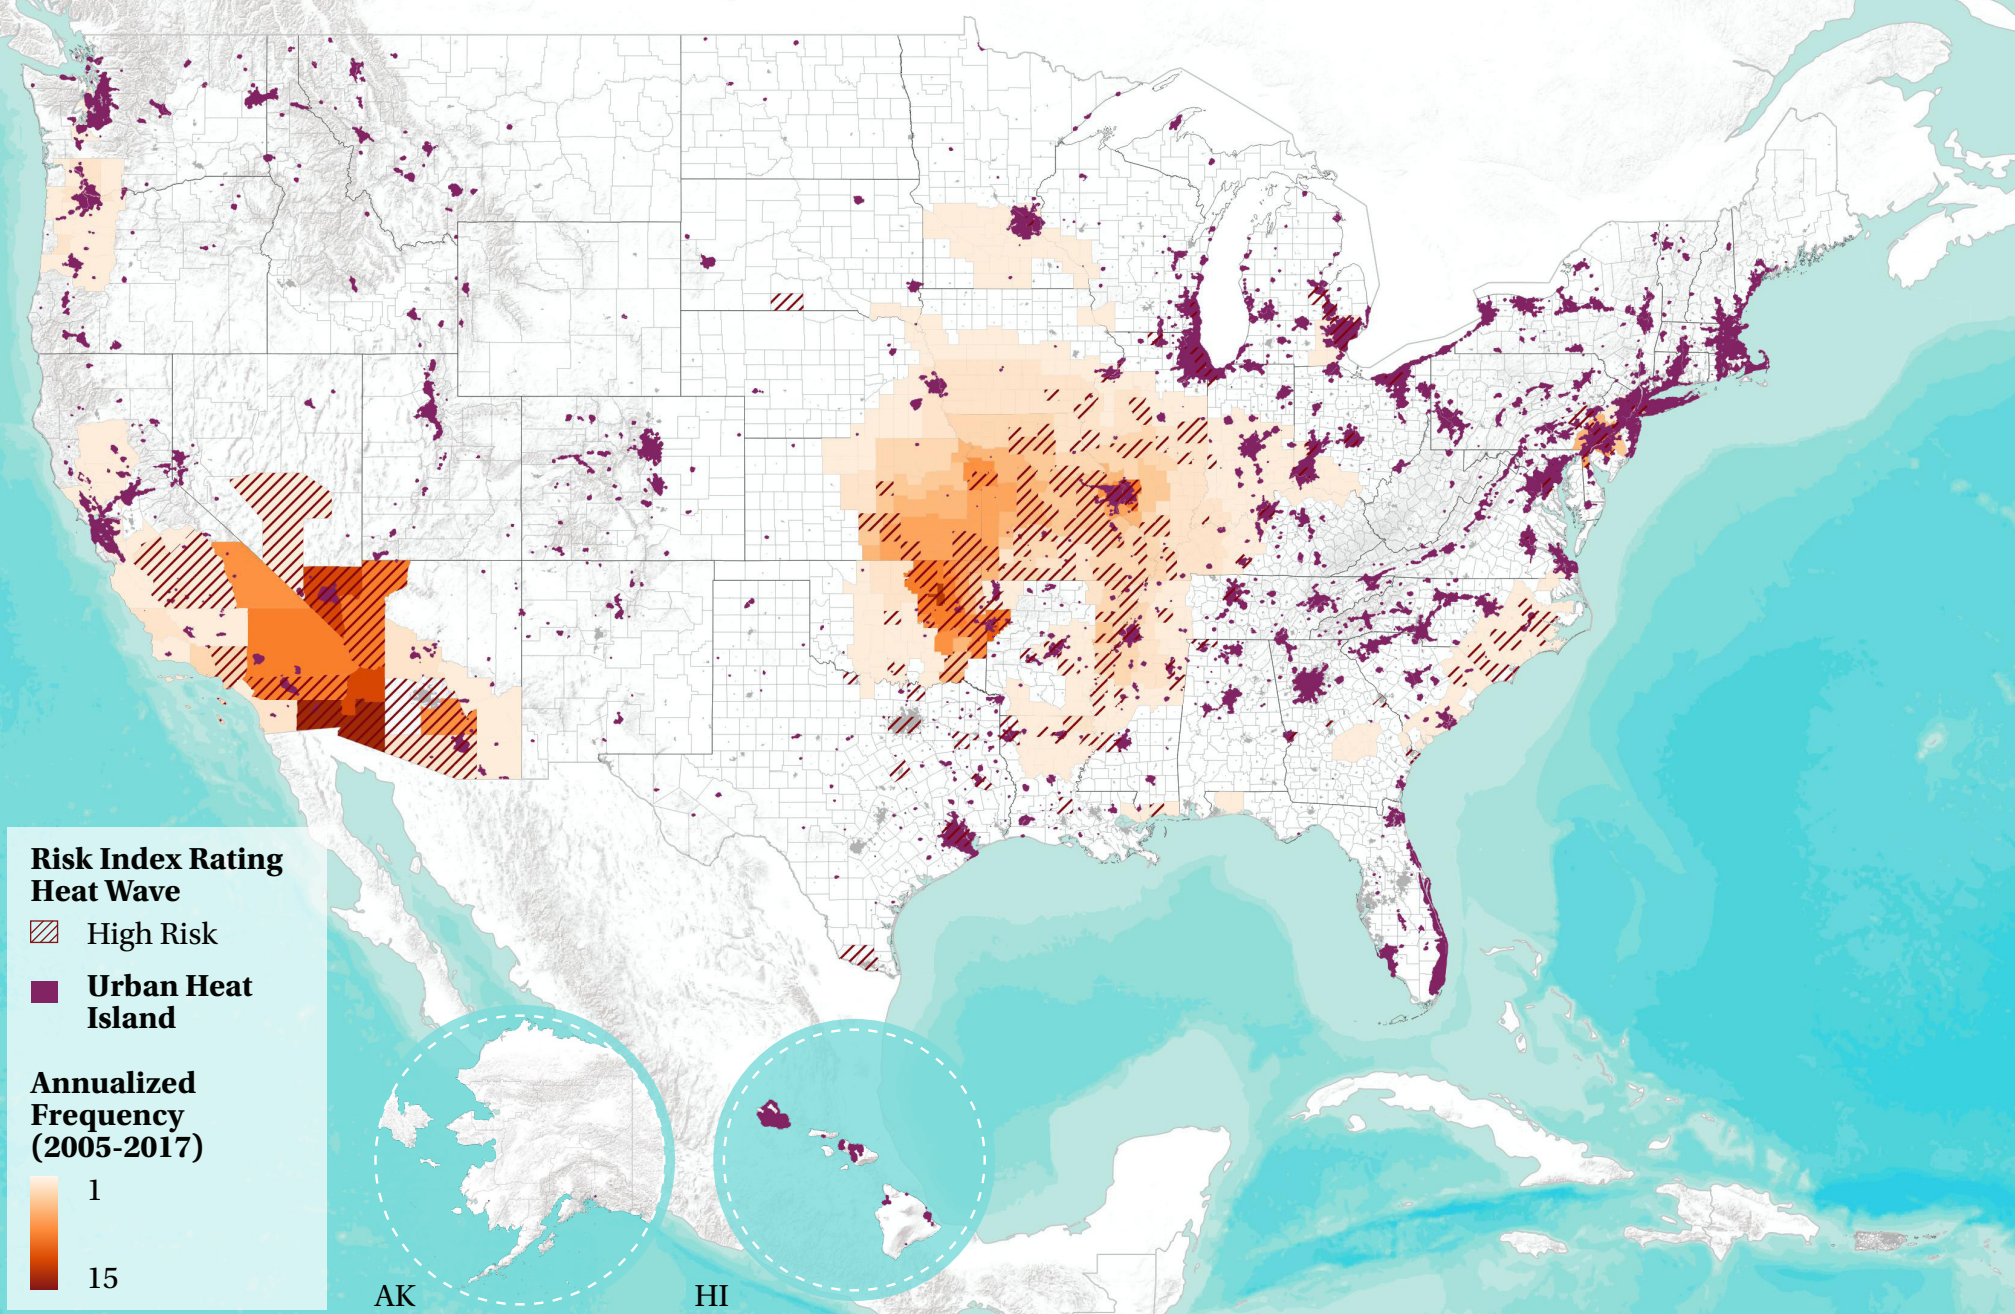 Risk Index Rating
Heat Wave
High Risk
Urban Heat
Island
Annualized
Frequency
(2005-2017)
1
15
AK
HI